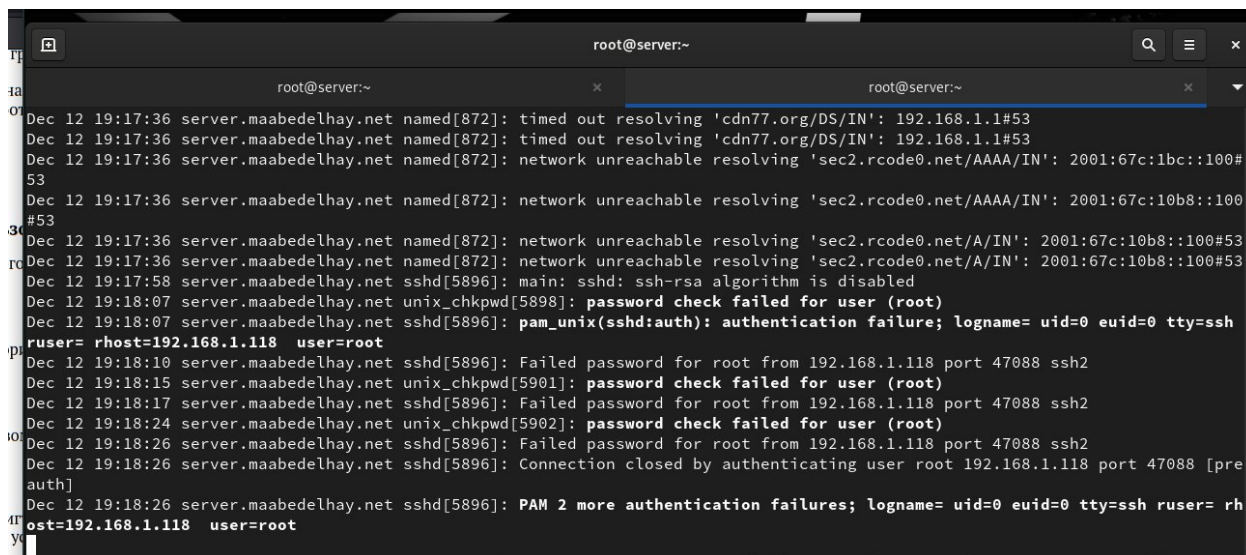 root@server:~
root@server:~ root@server:~
Dec 12 19:17:36 server.maabedelhay.net named[872]: timed out resolving 'cdn77.org/DS/IN': 192.168.1.1#53
Dec 12 19:17:36 server.maabedelhay.net named[872]: timed out resolving 'cdn77.org/DS/IN': 192.168.1.1#53
Dec 12 19:17:36 server.maabedelhay.net named[872]: network unreachable resolving 'sec2.rcode0.net/AAAA/IN': 2001:67c:1bc::100#
53
Dec 12 19:17:36 server.maabedelhay.net named[872]: network unreachable resolving 'sec2.rcode0.net/AAAA/IN': 2001:67c:10b8::100
#53
Dec 12 19:17:36 server.maabedelhay.net named[872]: network unreachable resolving 'sec2.rcode0.net/A/IN': 2001:67c:10b8::100#53
Dec 12 19:17:36 server.maabedelhay.net named[872]: network unreachable resolving 'sec2.rcode0.net/A/IN': 2001:67c:10b8::100#53
Dec 12 19:17:58 server.maabedelhay.net sshd[5896]: main: sshd: ssh-rsa algorithm is disabled
Dec 12 19:18:07 server.maabedelhay.net unix_chkpwd[5898]: password check failed for user (root)
Dec 12 19:18:07 server.maabedelhay.net sshd[5896]: pam_unix(sshd:auth): authentication failure; logname= uid=0 euid=0 tty=ssh
ruser= rhost=192.168.1.118  user=root
Dec 12 19:18:10 server.maabedelhay.net sshd[5896]: Failed password for root from 192.168.1.118 port 47088 ssh2
Dec 12 19:18:15 server.maabedelhay.net unix_chkpwd[5901]: password check failed for user (root)
Dec 12 19:18:17 server.maabedelhay.net sshd[5896]: Failed password for root from 192.168.1.118 port 47088 ssh2
Dec 12 19:18:24 server.maabedelhay.net unix_chkpwd[5902]: password check failed for user (root)
Dec 12 19:18:26 server.maabedelhay.net sshd[5896]: Failed password for root from 192.168.1.118 port 47088 ssh2
Dec 12 19:18:26 server.maabedelhay.net sshd[5896]: Connection closed by authenticating user root 192.168.1.118 port 47088 [pre
auth]
Dec 12 19:18:26 server.maabedelhay.net sshd[5896]: PAM 2 more authentication failures; logname= uid=0 euid=0 tty=ssh ruser= rh
ost=192.168.1.118  user=root